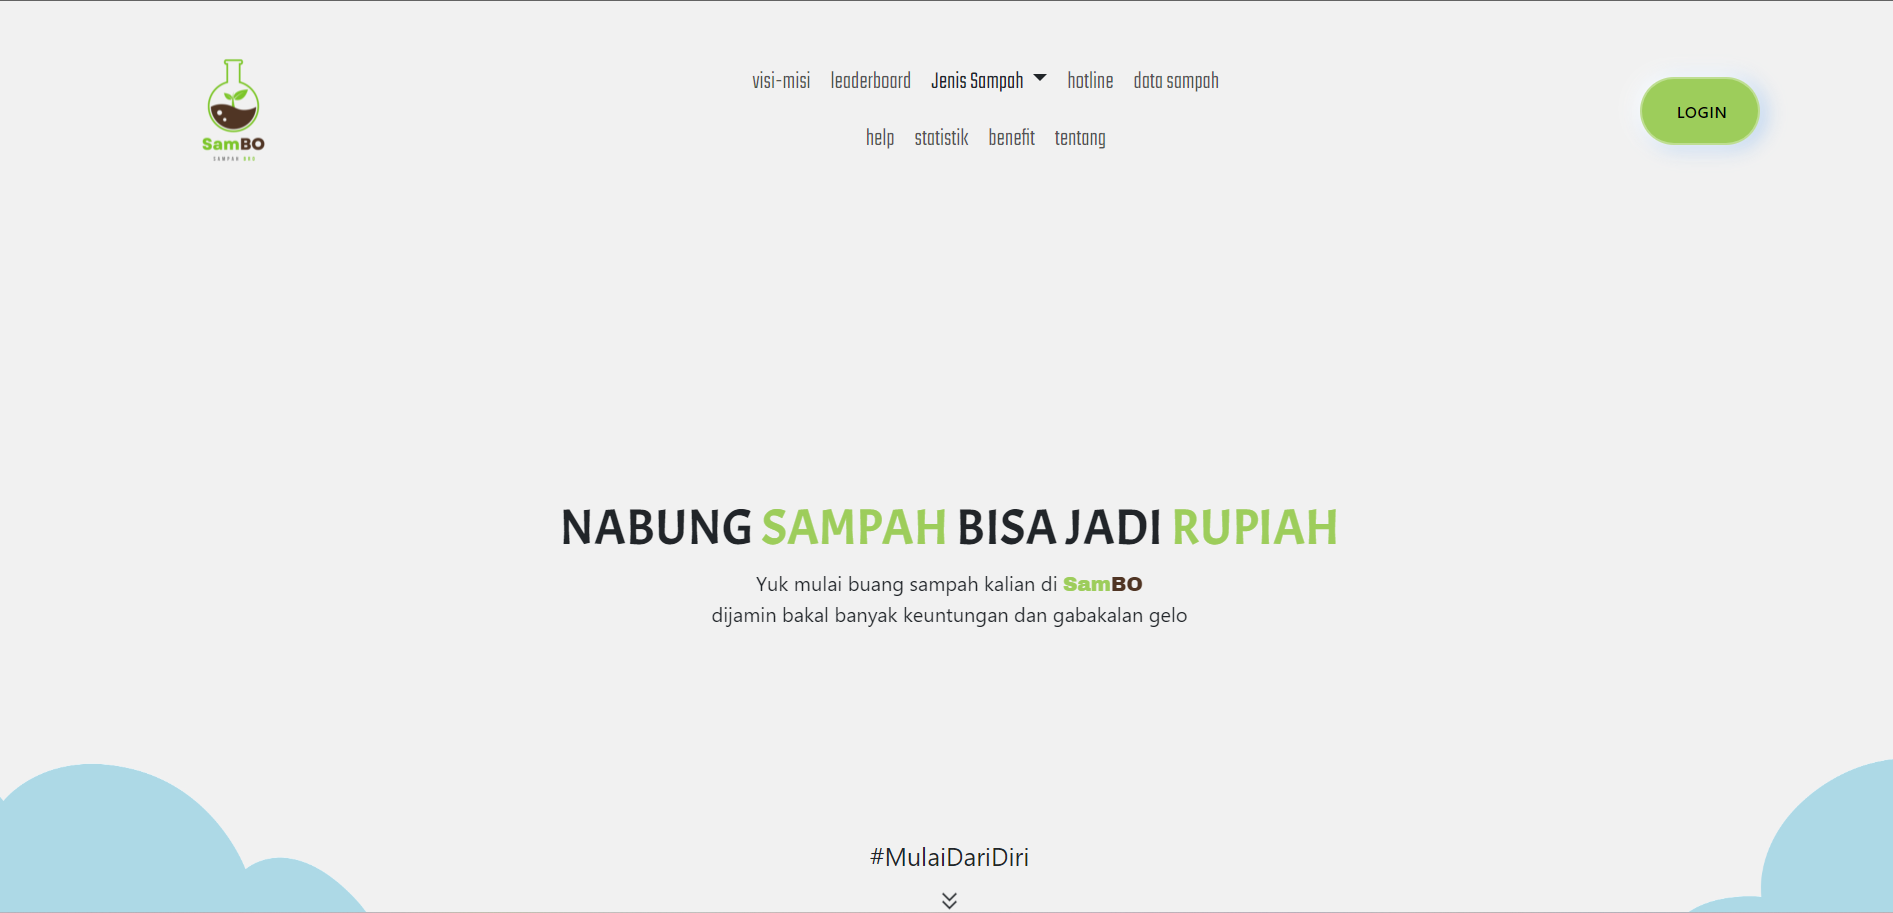 SamBO
SAMPAH BRO
visi-misi leaderboard Jenis Sampah hotline data sampah
help statistik benefit tentang
LOGIN
NABUNG SAMPAH BISA JADI RUPIAH
Yuk mulai buang sampah kalian di SamBO
dijamin bakal banyak keuntungan dan gabakalan gelo
#MulaiDariDiri